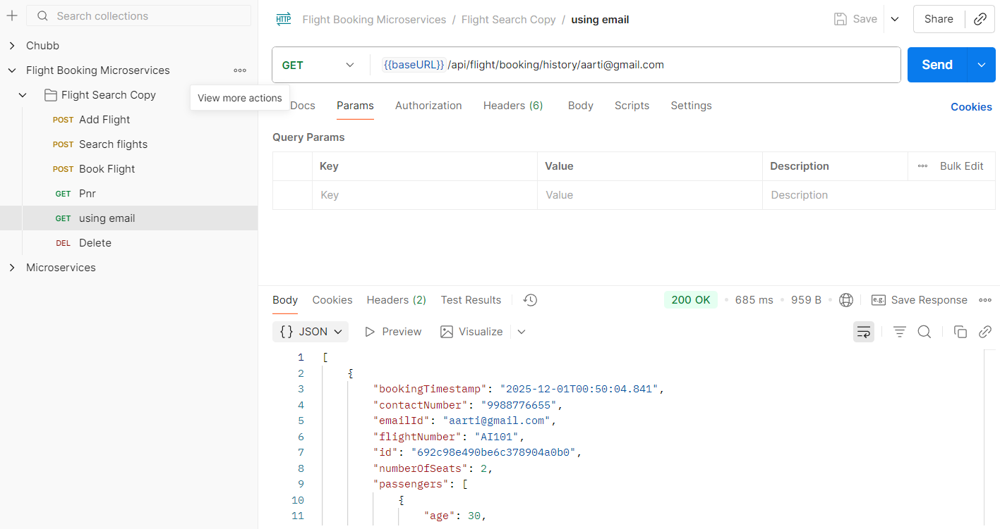 Search collections
Chubb
Flight Booking Microservices
Flight Search Copy
View more actions
POST Add Flight
POST Search flights
POST Book Flight
GET Pnr
GET using email
DEL Delete
Microservices
HTTP Flight Booking Microservices / Flight Search Copy / using email
Save
Share
GET {{baseURL}} /api/flight/booking/history/aarti@gmail.com
Send
Docs Params Authorization Headers (6) Body Scripts Settings
Cookies
Query Params
Key Value Description Bulk Edit
Key Value Description
Body Cookies Headers (2) Test Results
200 OK • 685 ms • 959 B • e.g. Save Response
{} JSON Preview Visualize
1 [
2 {
3 "bookingTimestamp": "2025-12-01T00:50:04.841",
4 "contactNumber": "9988776655",
5 "emailId": "aarti@gmail.com",
6 "flightNumber": "AI101",
7 "id": "692c98e490be6c378904a0b0",
8 "numberOfSeats": 2,
9 "passengers": [
10 {
11 "age": 30,